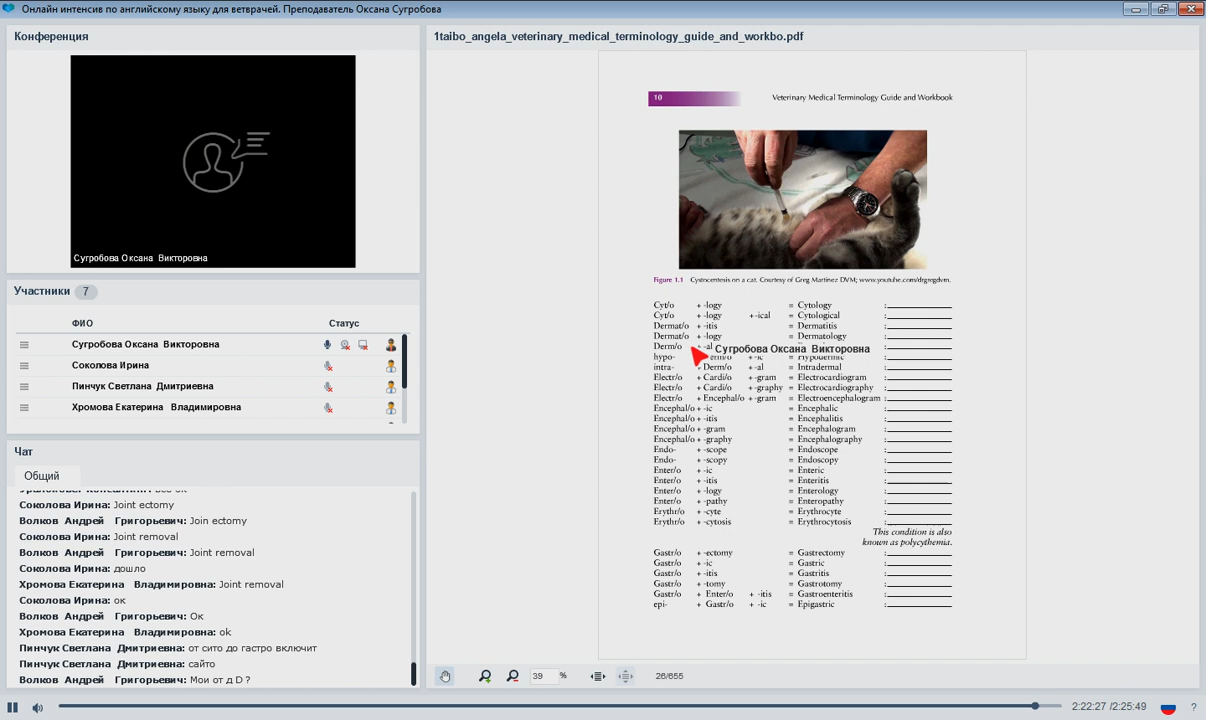 Онлайн интенсив по английскому языку для ветврачей. Преподаватель Оксана Сугробова
Конференция
Сугробова Оксана Викторовна
Участники 7
ФИО Статус
Сугробова Оксана Викторовна
Соколова Ирина
Пинчук Светлана Дмитриевна
Хромова Екатерина Владимировна
Чат
Общий
Соколова Ирина: Joint ectomy
Волков Андрей Григорьевич: Join ectomy
Соколова Ирина: Joint removal
Волков Андрей Григорьевич: Joint removal
Соколова Ирина: дошло
Хромова Екатерина Владимировна: Joint removal
Соколова Ирина: ок
Волков Андрей Григорьевич: Ок
Хромова Екатерина Владимировна: ok
Пинчук Светлана Дмитриевна: от сито до гастро включит
Пинчук Светлана Дмитриевна: сайто
Волков Андрей Григорьевич: Мои от д D ?
1taibo_angela_veterinary_medical_terminology_guide_and_workbo.pdf
10 Veterinary Medical Terminology Guide and Workbook
Figure 1.1 Cystocentesis on a cat. Courtesy of Greg Martinez DVM; www.youtube.com/drgregdvm.
Cyt/o + -logy = Cytology :
Cyt/o + -logy +-ical = Cytological :
Dermat/o + -itis = Dermatitis :
Dermat/o + -logy = Dermatology :
Derm/o + -al
Сугробова Оксана Викторовна
hypo- erm/o + -ic = Hypodermic :
intra- + Derm/o + -al = Intradermal :
Electr/o + Cardi/o + -gram = Electrocardiogram :
Electr/o + Cardi/o + -graphy = Electrocardiography :
Electr/o + Encephal/o + -gram = Electroencephalogram :
Encephal/o + -ic = Encephalic :
Encephal/o + -itis = Encephalitis :
Encephal/o + -gram = Encephalogram :
Encephal/o + -graphy = Encephalography :
Endo- + -scope = Endoscope :
Endo- + -scopy = Endoscopy :
Enter/o + -ic = Enteric :
Enter/o + -itis = Enteritis :
Enter/o + -logy = Enterology :
Enter/o + -pathy = Enteropathy :
Erythr/o + -cyte = Erythrocyte :
Erythr/o + -cytosis = Erythrocytosis :
This condition is also
known as polycythemia.
Gastr/o + -ectomy = Gastrectomy :
Gastr/o + -ic = Gastric :
Gastr/o + -itis = Gastritis :
Gastr/o + -tomy = Gastrotomy :
Gastr/o + Enter/o + -itis = Gastroenteritis :
epi- + Gastr/o + -ic = Epigastric :
39 % 26/655
2:22:27 /2:25:49 ?